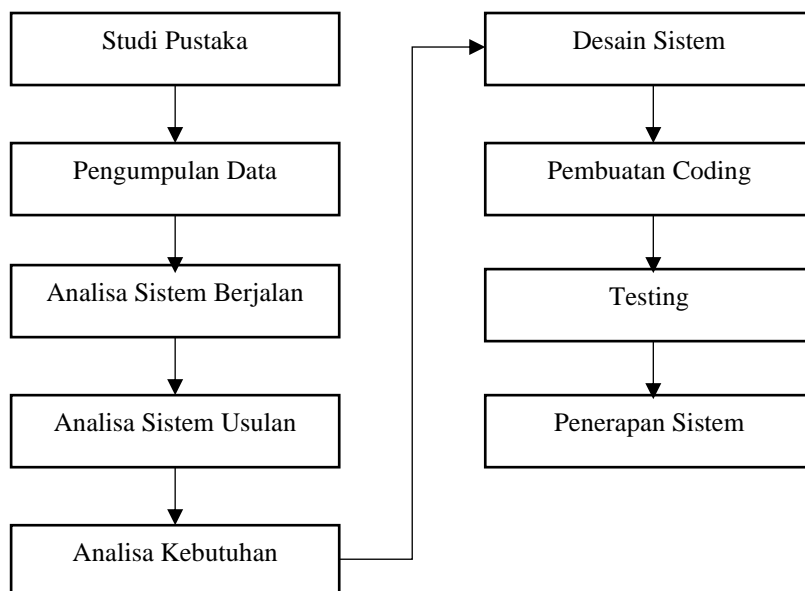 Studi Pustaka
Pengumpulan Data
Analisa Sistem Berjalan
Analisa Sistem Usulan
Analisa Kebutuhan
Desain Sistem
Pembuatan Coding
Testing
Penerapan Sistem